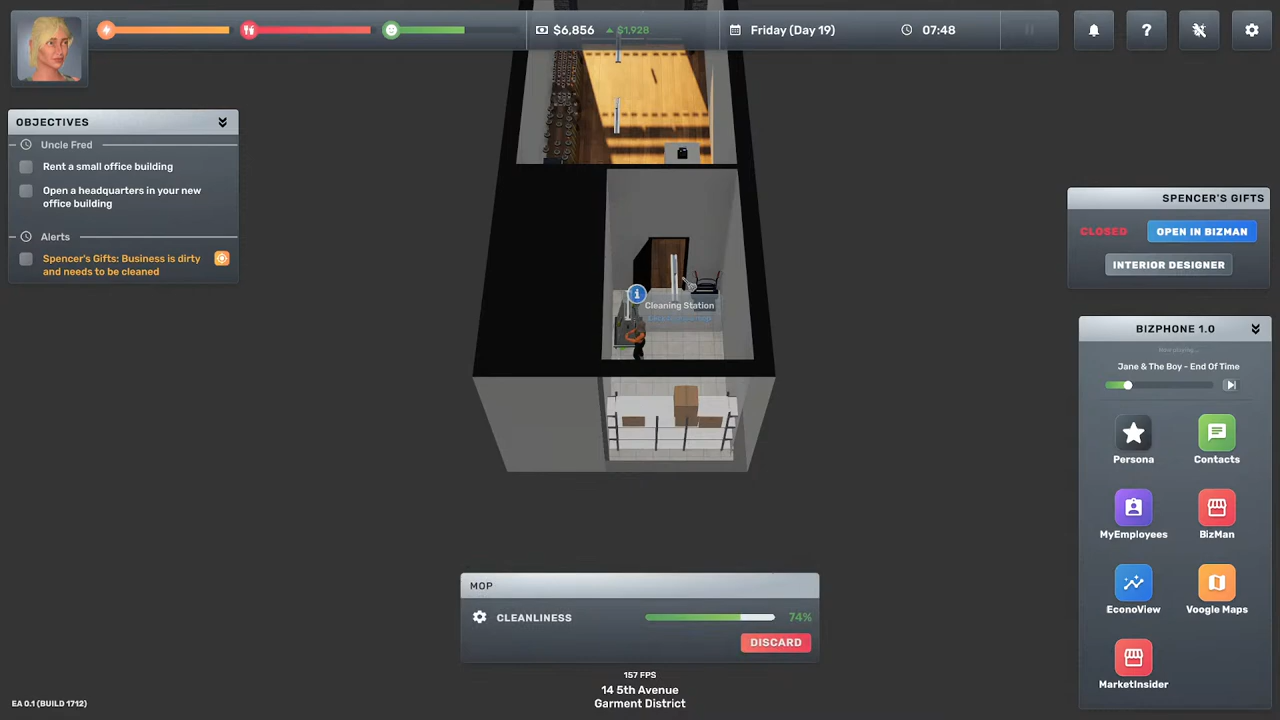 $6,856
$1,928
Friday (Day 19)
07:48
?
OBJECTIVES
Uncle Fred
Rent a small office building
Open a headquarters in your new
office building
Alerts
Spencer's Gifts: Business is dirty
and needs to be cleaned
SPENCER'S GIFTS
CLOSED
OPEN IN BIZMAN
INTERIOR DESIGNER
Cleaning Station
BIZPHONE 1.0
Now playing...
Jane & The Boy - End Of Time
Persona
Contacts
MyEmployees
BizMan
EconoView
Voogle Maps
MarketInsider
MOP
CLEANLINESS
74%
DISCARD
157 FPS
14 5th Avenue
Garment District
EA 0.1 (BUILD 1712)